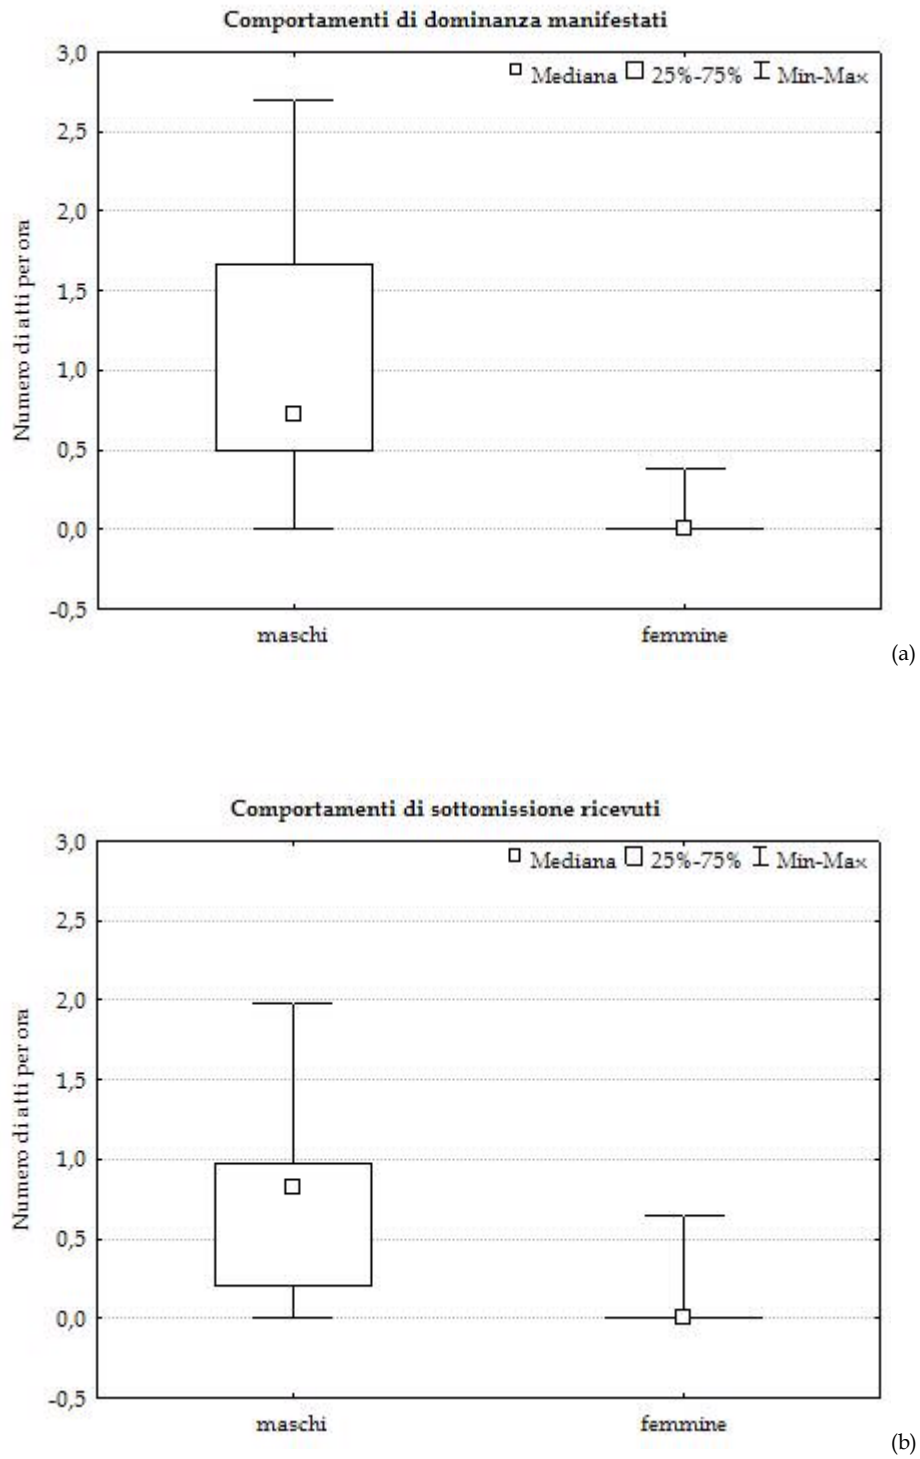 Comportamenti di dominanza manifestati
Mediana 25%-75% Min-Max
3,0
2,5
2,0
1,5
1,0
0,5
0,0
-0,5
Numero di atti per ora
maschi femmine
(a)
Comportamenti di sottomissione ricevuti
Mediana 25%-75% Min-Max
3,0
2,5
2,0
1,5
1,0
0,5
0,0
-0,5
Numero di atti per ora
maschi femmine
(b)